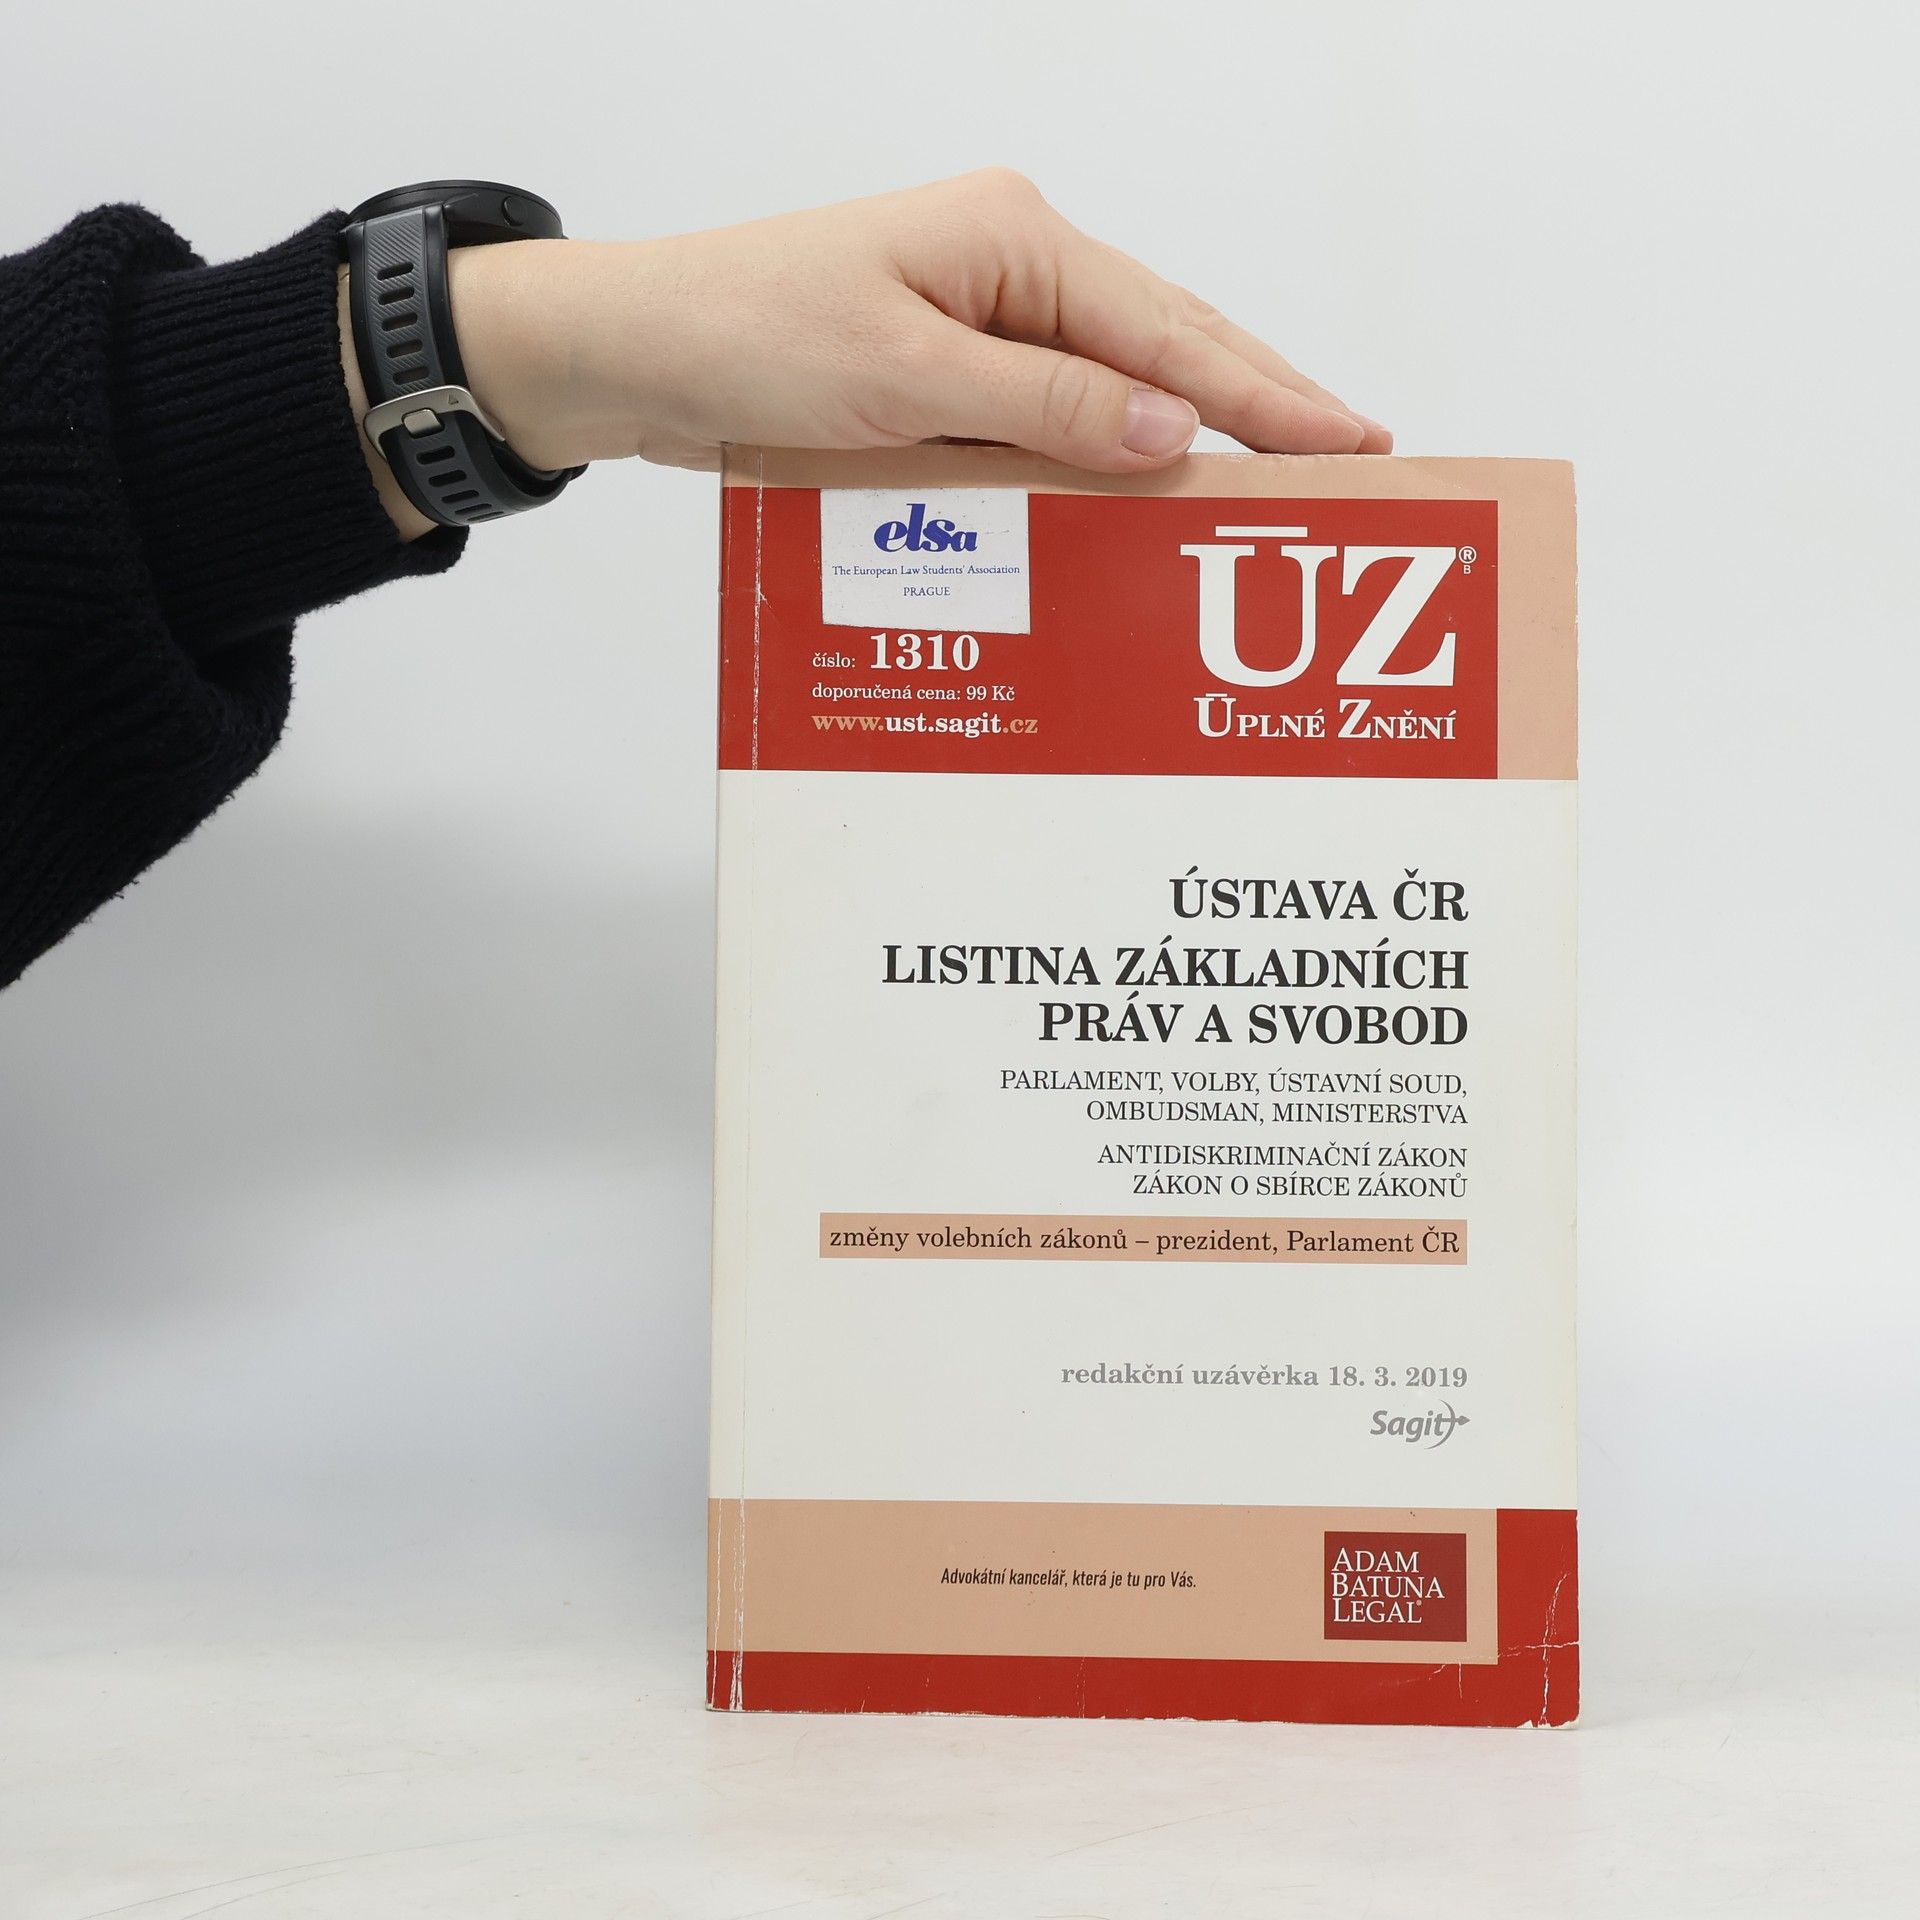 elsa
The European Law Students' Association
PRAGUE
číslo: 1310
doporučená cena: 99 Kč
www.ust.sagit.cz
ŪZ®
B
ŪPLNÉ ZNĚNÍ
ÚSTAVA ČR
LISTINA ZÁKLADNÍCH
PRÁV A SVOBOD
PARLAMENT, VOLBY, ÚSTAVNÍ SOUD,
OMBUDSMAN, MINISTERSTVA
ANTIDISKRIMINAČNÍ ZÁKON
ZÁKON O SBÍRCE ZÁKONŮ
změny volebních zákonů – prezident, Parlament ČR
redakční uzávěrka 18. 3. 2019
Sagit
Advokátní kancelář, která je tu pro Vás.
ADAM
BATUNA
LEGAL®